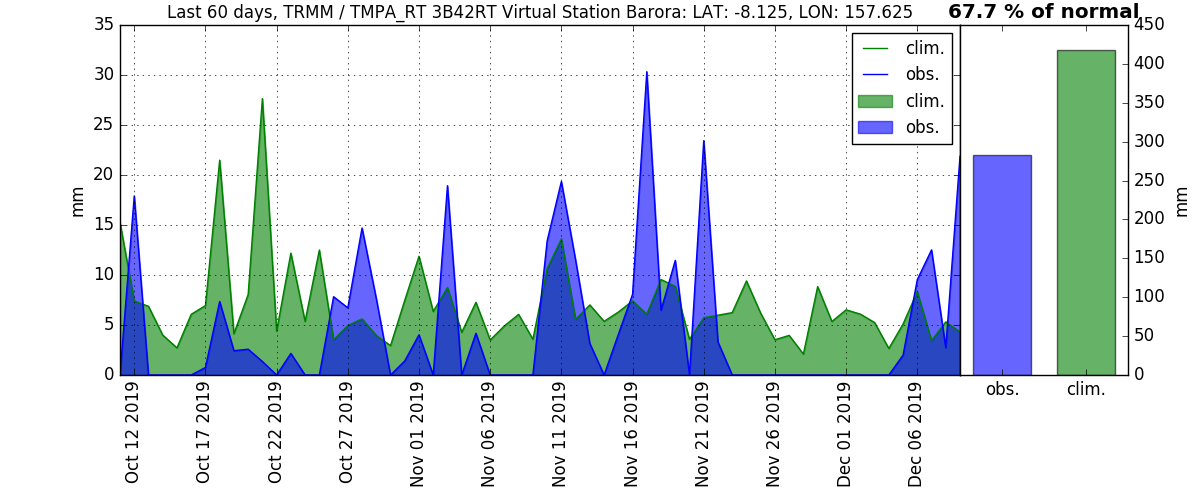 Last 60 days, TRMM / TMPA_RT 3B42RT Virtual Station Barora: LAT: -8.125, LON: 157.625
67.7 % of normal
35
30
25
20
15
10
5
0
mm
clim.
obs.
clim.
obs.
450
400
350
300
250
200
150
100
50
0
mm
obs.
clim.
Oct 12 2019
Oct 17 2019
Oct 22 2019
Oct 27 2019
Nov 01 2019
Nov 06 2019
Nov 11 2019
Nov 16 2019
Nov 21 2019
Nov 26 2019
Dec 01 2019
Dec 06 2019